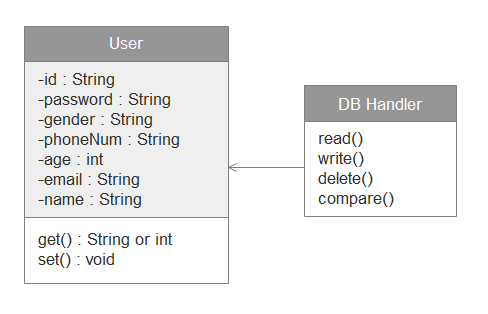 User
-id : String
-password : String
-gender : String
-phoneNum : String
-age : int
-email : String
-name : String
get() : String or int
set() : void
DB Handler
read()
write()
delete()
compare()